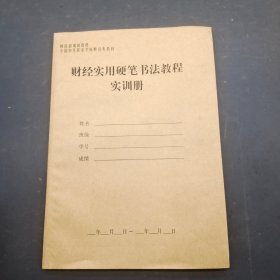 财经实用硬笔书法教程
实训册
姓名
班级
学号
成绩
年 月 日— 年 月 日